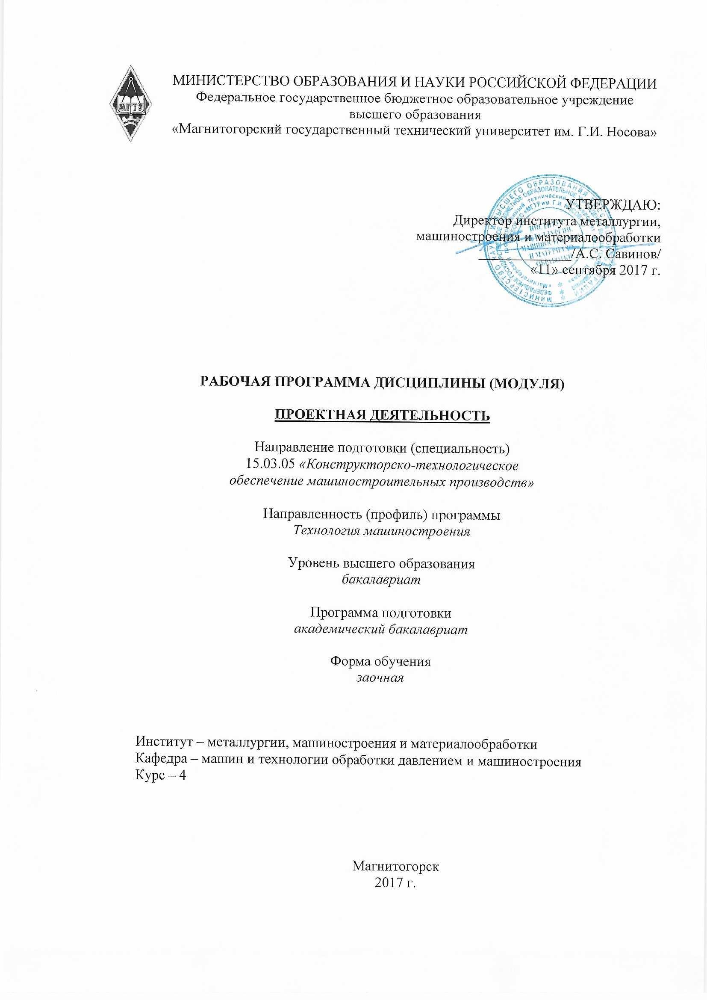 МИНИСТЕРСТВО ОБРАЗОВАНИЯ И НАУКИ РОССИЙСКОЙ ФЕДЕРАЦИИ
Федеральное государственное бюджетное образовательное учреждение
высшего образования
«Магнитогорский государственный технический университет им. Г.И. Носова»
МГТУ
УТВЕРЖДАЮ:
Директор института металлургии,
машиностроения и материалообработки
/А.С. Савинов/
«11» сентября 2017 г.
РАБОЧАЯ ПРОГРАММА ДИСЦИПЛИНЫ (МОДУЛЯ)
ПРОЕКТНАЯ ДЕЯТЕЛЬНОСТЬ
Направление подготовки (специальность)
15.03.05 «Конструкторско-технологическое
обеспечение машиностроительных производств»
Направленность (профиль) программы
Технология машиностроения
Уровень высшего образования
бакалавриат
Программа подготовки
академический бакалавриат
Форма обучения
заочная
Институт – металлургии, машиностроения и материалообработки
Кафедра – машин и технологии обработки давлением и машиностроения
Курс – 4
Магнитогорск
2017 г.